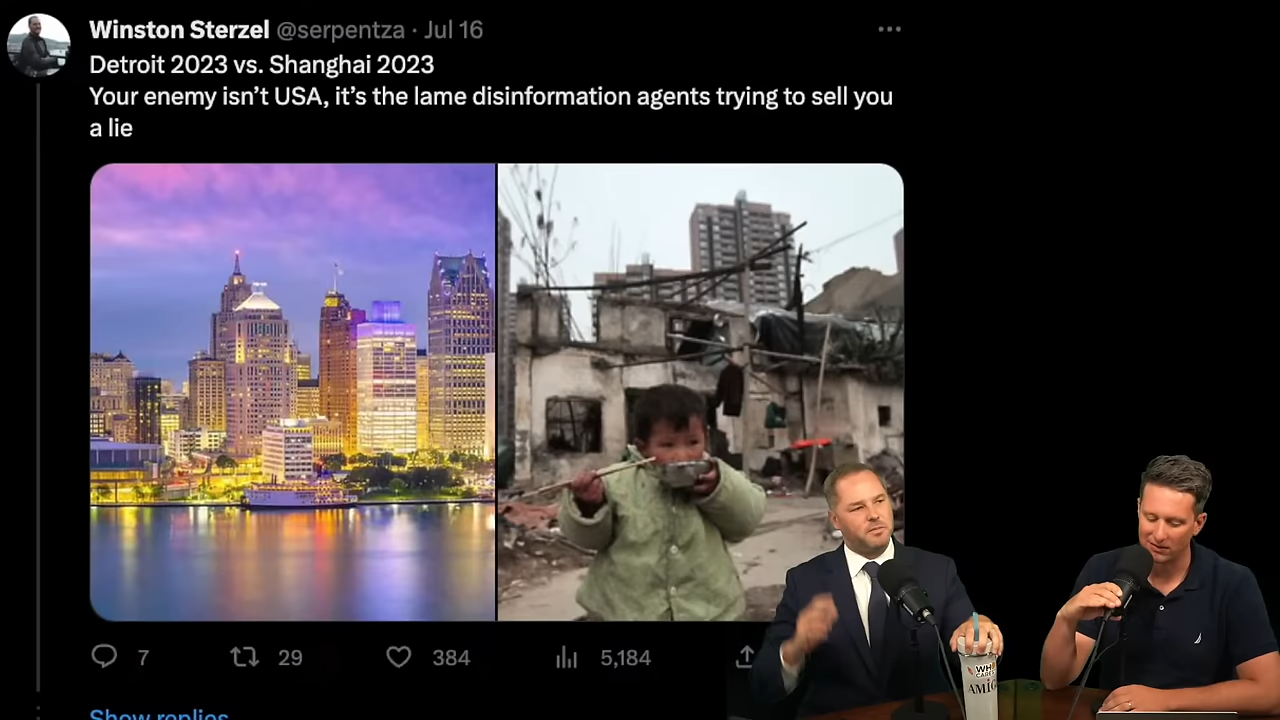 Winston Sterzel @serpentza · Jul 16
Detroit 2023 vs. Shanghai 2023
Your enemy isn’t USA, it’s the lame disinformation agents trying to sell you
a lie
7 29 384 5,184
Show replies
AMIG